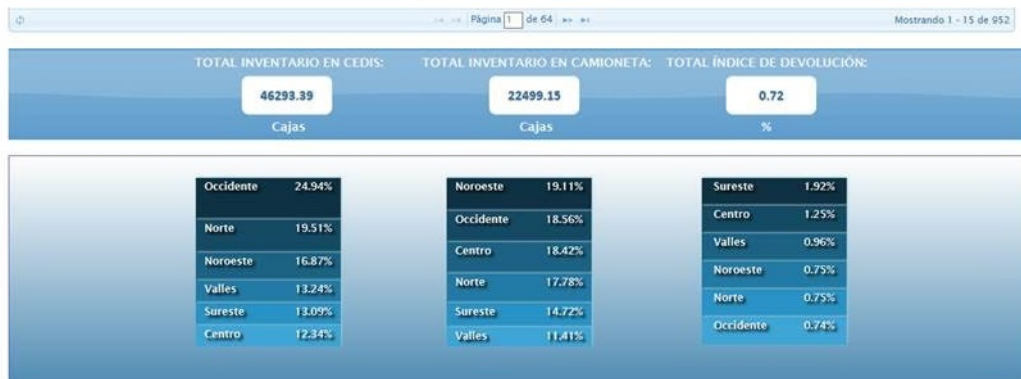 Página 1 de 64
Mostrando 1 - 15 de 952
TOTAL INVENTARIO EN CEDIS:
46293.39
Cajas
TOTAL INVENTARIO EN CAMIONETA:
22499.15
Cajas
TOTAL ÍNDICE DE DEVOLUCIÓN:
0.72
%
Occidente 24.94%
Norte 19.51%
Noroeste 16.87%
Valles 13.24%
Sureste 13.09%
Centro 12.34%
Noroeste 19.11%
Occidente 18.56%
Centro 18.42%
Norte 17.78%
Sureste 14.72%
Valles 11.41%
Sureste 1.92%
Centro 1.25%
Valles 0.96%
Noroeste 0.75%
Norte 0.75%
Occidente 0.74%